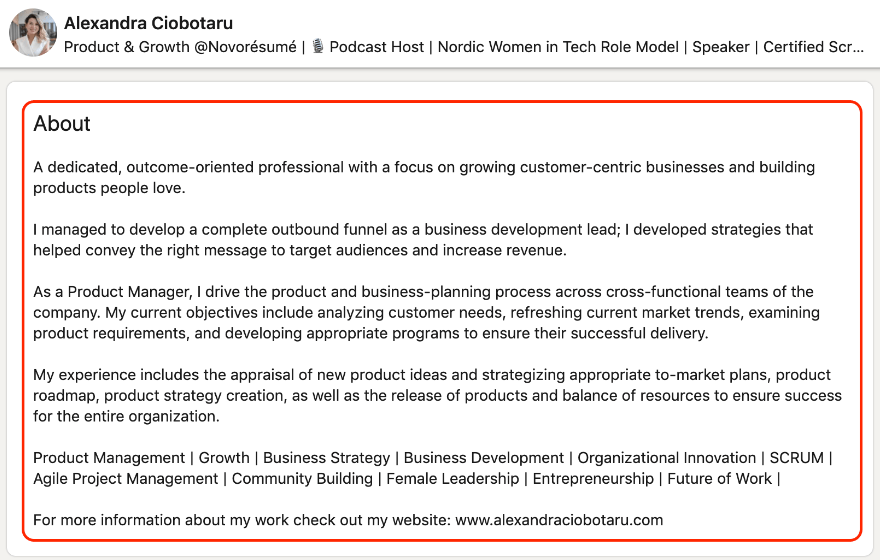 Alexandra Ciobotaru
Product & Growth @Novorésumé | 🎙 Podcast Host | Nordic Women in Tech Role Model | Speaker | Certified Scr...
About
A dedicated, outcome-oriented professional with a focus on growing customer-centric businesses and building
products people love.
I managed to develop a complete outbound funnel as a business development lead; I developed strategies that
helped convey the right message to target audiences and increase revenue.
As a Product Manager, I drive the product and business-planning process across cross-functional teams of the
company. My current objectives include analyzing customer needs, refreshing current market trends, examining
product requirements, and developing appropriate programs to ensure their successful delivery.
My experience includes the appraisal of new product ideas and strategizing appropriate to-market plans, product
roadmap, product strategy creation, as well as the release of products and balance of resources to ensure success
for the entire organization.
Product Management | Growth | Business Strategy | Business Development | Organizational Innovation | SCRUM |
Agile Project Management | Community Building | Female Leadership | Entrepreneurship | Future of Work |
For more information about my work check out my website: www.alexandraciobotaru.com